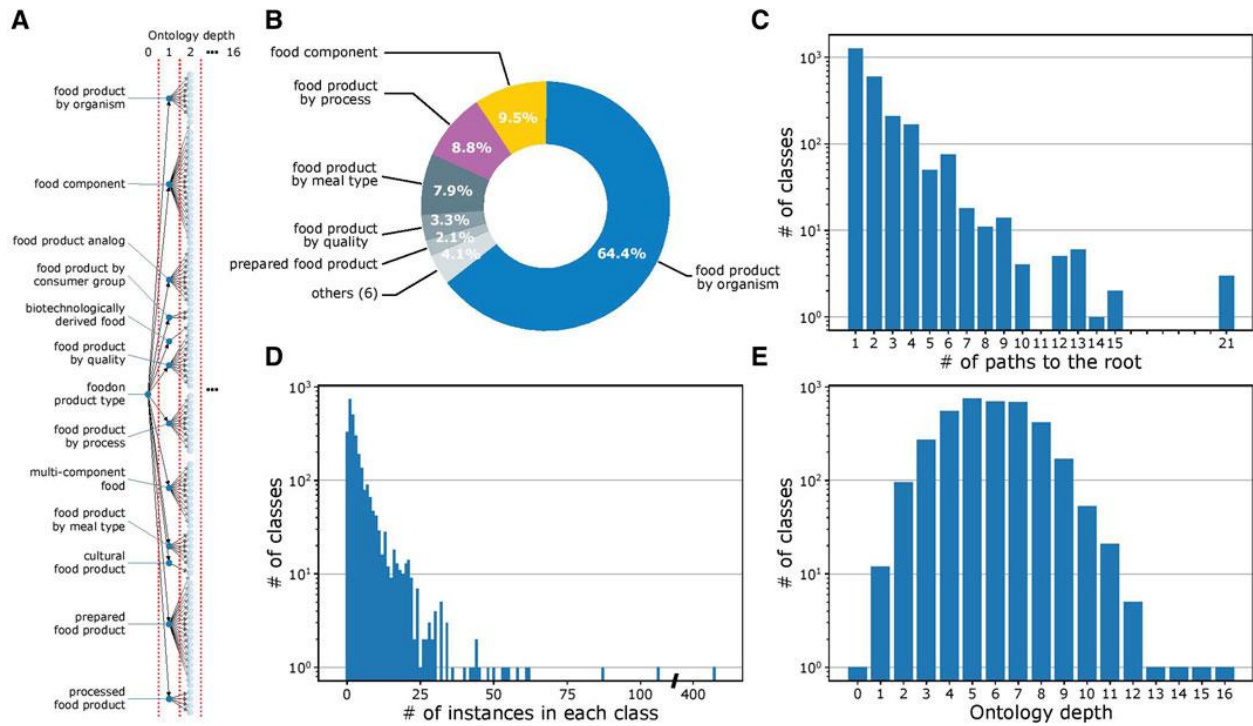 A
Ontology depth
0 1 2 ··· 16
food product
by organism
food component
food product analog
food product by
consumer group
biotechnologically
derived food
food product
by quality
foodon
product type
...
food product
by process
multi-component
food
food product
by meal type
cultural
food product
prepared
food product
processed
food product
B
food component
food product
by process
food product
by meal type
food product
by quality
prepared food product
others (6)
9.5%
8.8%
7.9%
3.3%
2.1%
4.1%
64.4%
food product
by organism
C
# of classes
10³
10²
10¹
10⁰
1 2 3 4 5 6 7 8 9 10 11 12 13 14 15 21
# of paths to the root
D
# of classes
10³
10²
10¹
10⁰
0 25 50 75 100 400
# of instances in each class
E
# of classes
10³
10²
10¹
10⁰
0 1 2 3 4 5 6 7 8 9 10 11 12 13 14 15 16
Ontology depth